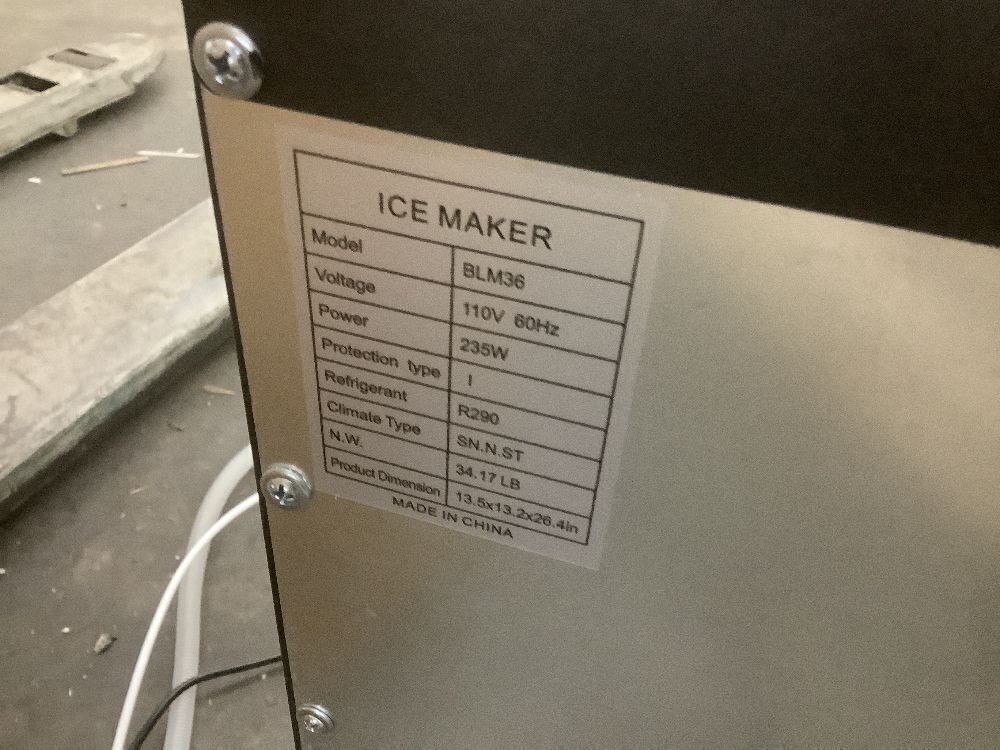 ICE MAKER
Model BLM36
Voltage 110V 60Hz
Power 235W
Protection type I
Refrigerant R290
Climate Type SN.N.ST
N.W. 34.17 LB
Product Dimension 13.5x13.2x26.4in
MADE IN CHINA